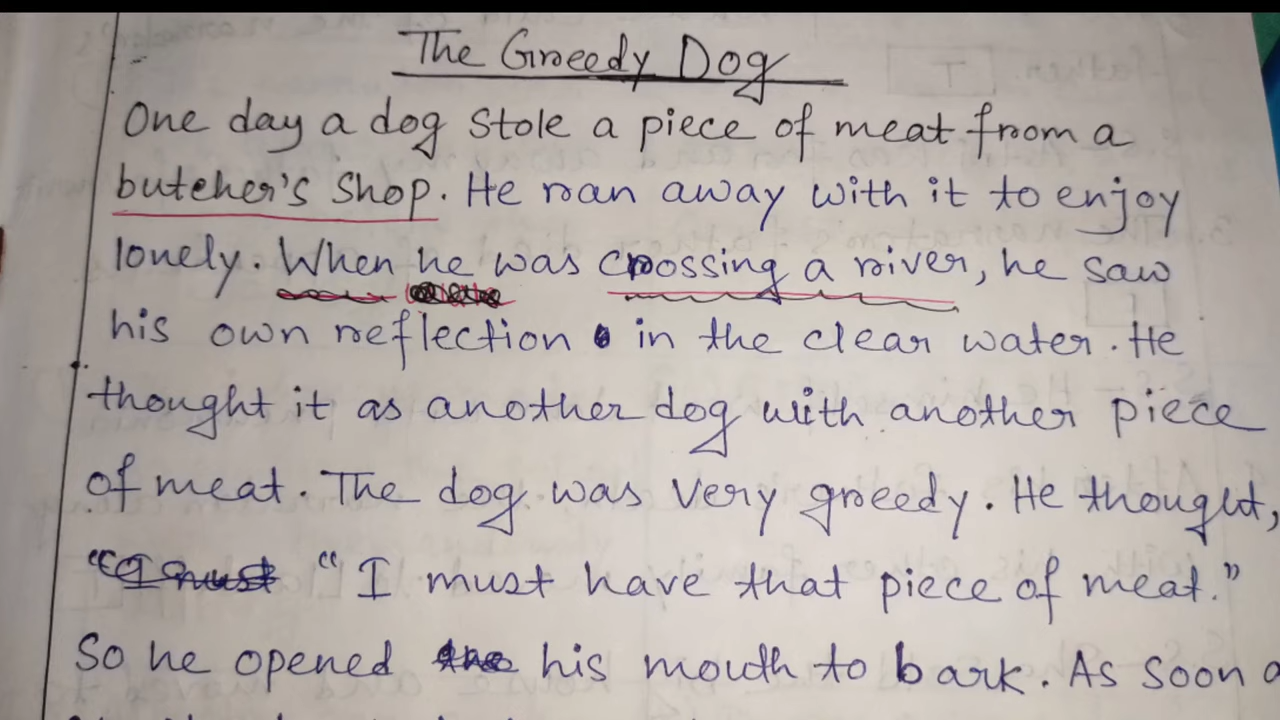 The Greedy Dog
One day a dog stole a piece of meat from a
butcher's shop. He ran away with it to enjoy
lonely. When he was crossing a river, he saw
his own reflection in the clear water. He
thought it as another dog with another piece
of meat. The dog was very greedy. He thought,
"I must "I must have that piece of meat."
So he opened the his mouth to bark. As soon a